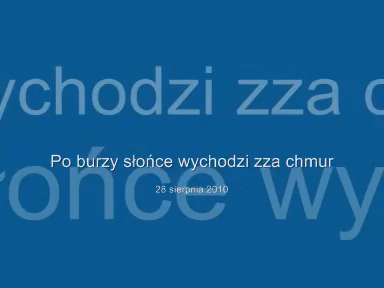 ychodzi zza c
Po burzy słońce wychodzi zza chmur
28 sierpnia 2010
łońce wy